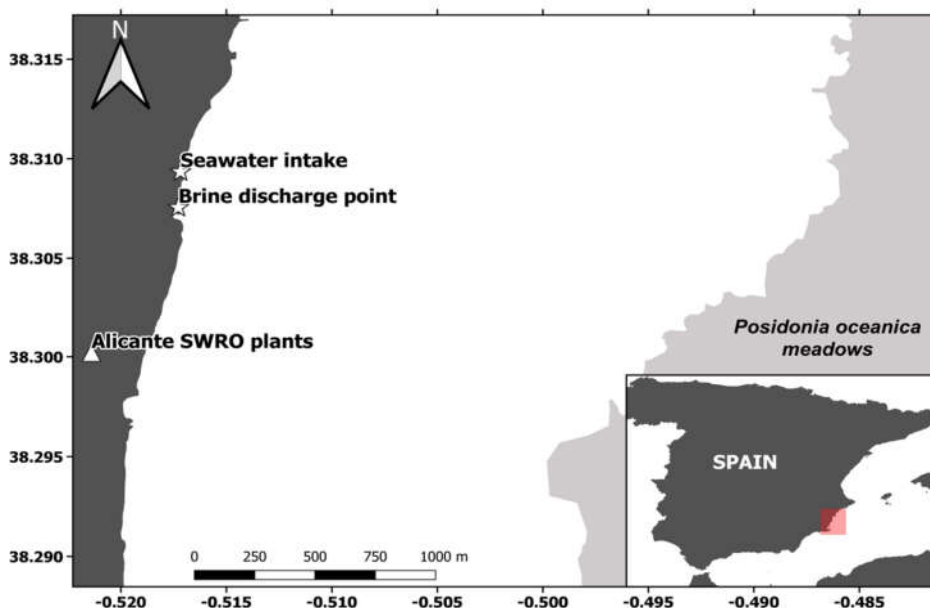 N
38.315
38.310
38.305
38.300
38.295
38.290
Seawater intake
Brine discharge point
Alicante SWRO plants
Posidonia oceanica
meadows
SPAIN
0 250 500 750 1000 m
-0.520 -0.515 -0.510 -0.505 -0.500 -0.495 -0.490 -0.485